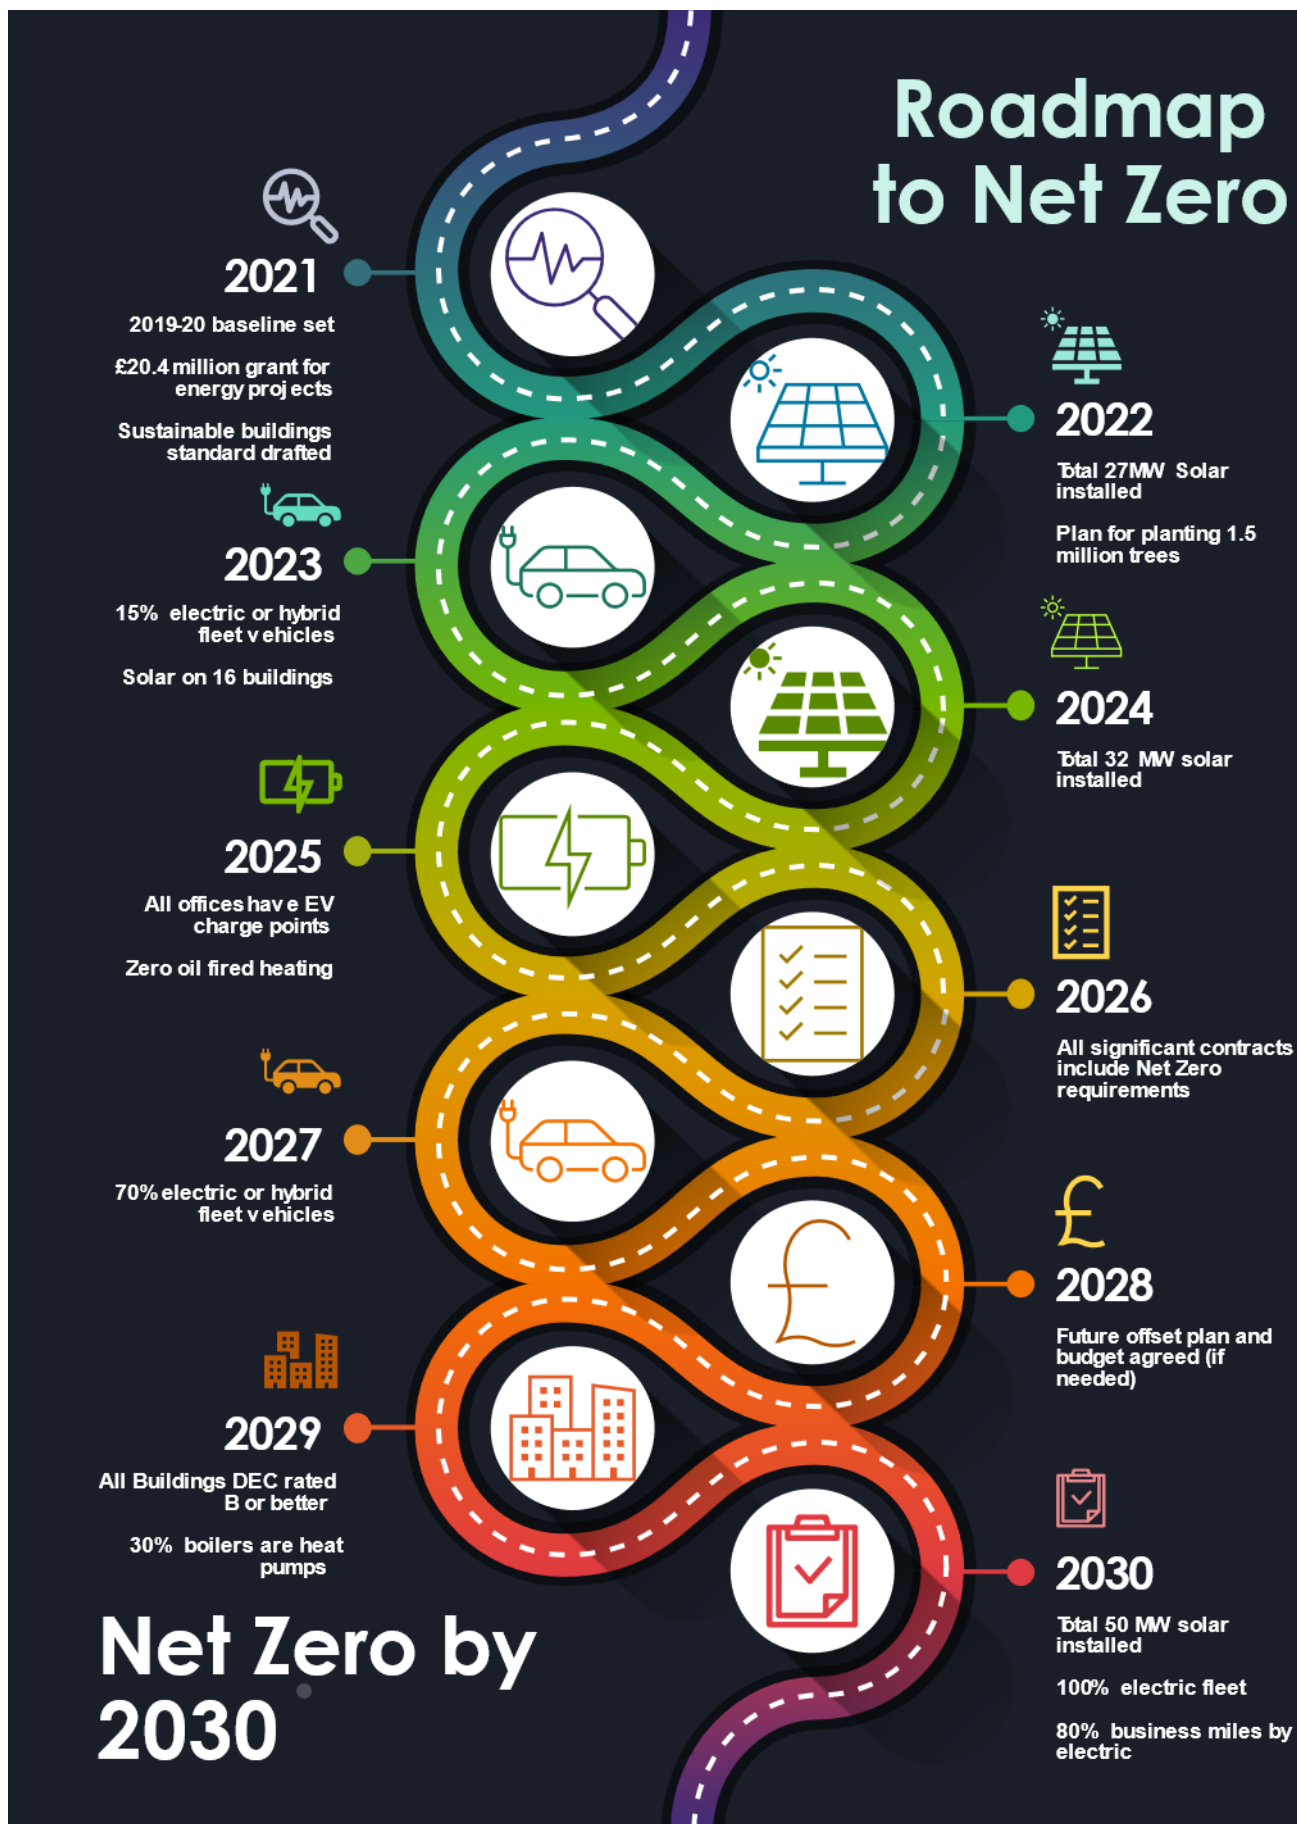 Roadmap
to Net Zero
2021
2019-20 baseline set
£20.4 million grant for
energy projects
Sustainable buildings
standard drafted
2022
Total 27MW Solar
installed
Plan for planting 1.5
million trees
2023
15% electric or hybrid
fleet vehicles
Solar on 16 buildings
2024
Total 32 MW solar
installed
2025
All offices have EV
charge points
Zero oil fired heating
2026
All significant contracts
include Net Zero
requirements
2027
70% electric or hybrid
fleet vehicles
2028
Future offset plan and
budget agreed (if
needed)
2029
All Buildings DEC rated
B or better
30% boilers are heat
pumps
2030
Total 50 MW solar
installed
100% electric fleet
80% business miles by
electric
Net Zero by
2030